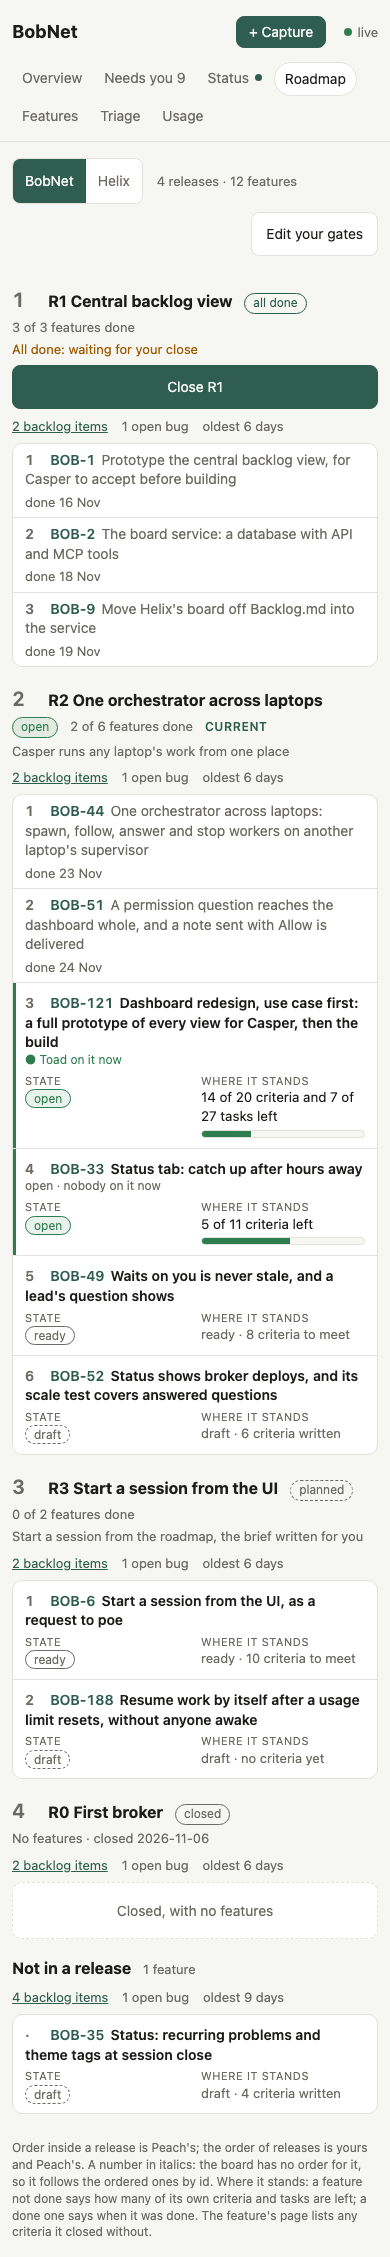 BobNet
+ Capture
live
Overview
Needs you 9
Status
Roadmap
Features
Triage
Usage
BobNet
Helix
4 releases · 12 features
Edit your gates
1 R1 Central backlog view all done
3 of 3 features done
All done: waiting for your close
Close R1
2 backlog items 1 open bug oldest 6 days
1 BOB-1 Prototype the central backlog view, for
Casper to accept before building
done 16 Nov
2 BOB-2 The board service: a database with API
and MCP tools
done 18 Nov
3 BOB-9 Move Helix's board off Backlog.md into
the service
done 19 Nov
2 R2 One orchestrator across laptops
open 2 of 6 features done CURRENT
Casper runs any laptop's work from one place
2 backlog items 1 open bug oldest 6 days
1 BOB-44 One orchestrator across laptops:
spawn, follow, answer and stop workers on another
laptop's supervisor
done 23 Nov
2 BOB-51 A permission question reaches the
dashboard whole, and a note sent with Allow is
delivered
done 24 Nov
3 BOB-121 Dashboard redesign, use case first:
a full prototype of every view for Casper, then the
build
Toad on it now
STATE
open
WHERE IT STANDS
14 of 20 criteria and 7 of
27 tasks left
4 BOB-33 Status tab: catch up after hours away
open · nobody on it now
STATE
open
WHERE IT STANDS
5 of 11 criteria left
5 BOB-49 Waits on you is never stale, and a
lead's question shows
STATE
ready
WHERE IT STANDS
ready · 8 criteria to meet
6 BOB-52 Status shows broker deploys, and its
scale test covers answered questions
STATE
draft
WHERE IT STANDS
draft · 6 criteria written
3 R3 Start a session from the UI planned
0 of 2 features done
Start a session from the roadmap, the brief written for you
2 backlog items 1 open bug oldest 6 days
1 BOB-6 Start a session from the UI, as a
request to poe
STATE
ready
WHERE IT STANDS
ready · 10 criteria to meet
2 BOB-188 Resume work by itself after a usage
limit resets, without anyone awake
STATE
draft
WHERE IT STANDS
draft · no criteria yet
4 R0 First broker closed
No features · closed 2026-11-06
2 backlog items 1 open bug oldest 6 days
Closed, with no features
Not in a release 1 feature
4 backlog items 1 open bug oldest 9 days
· BOB-35 Status: recurring problems and
theme tags at session close
STATE
draft
WHERE IT STANDS
draft · 4 criteria written
Order inside a release is Peach's; the order of releases is yours
and Peach's. A number in italics: the board has no order for it,
so it follows the ordered ones by id. Where it stands: a feature
not done says how many of its own criteria and tasks are left; a
done one says when it was done. The feature's page lists any
criteria it closed without.